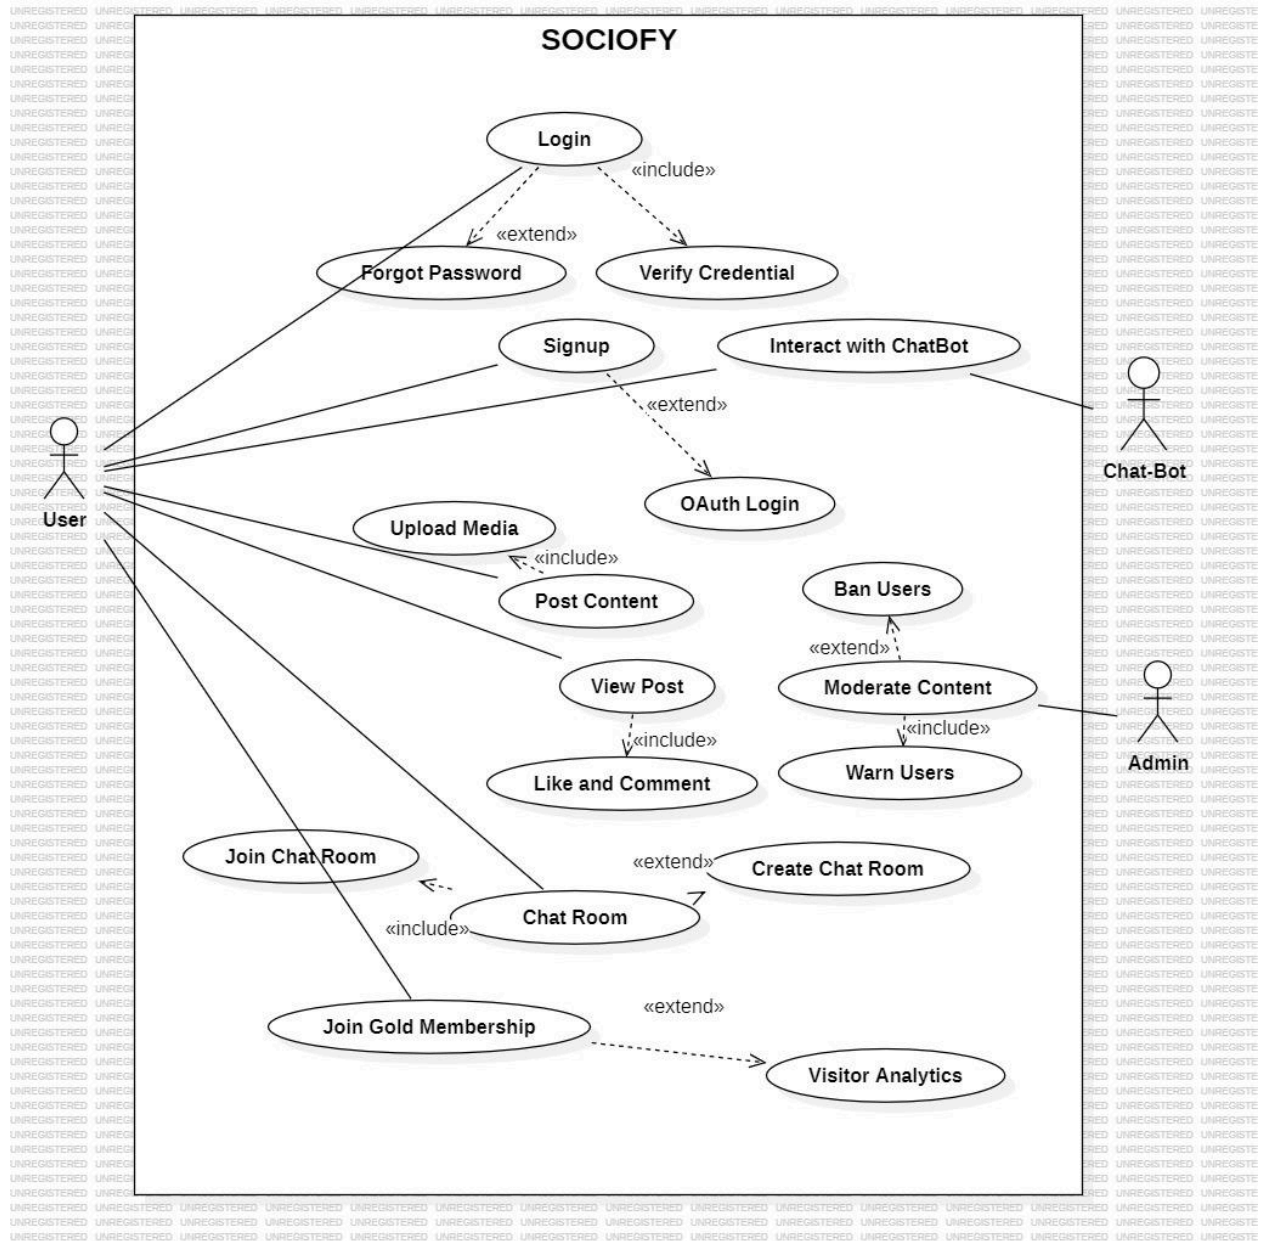 SOCIOFY
Login
«include»
«extend»
Forgot Password
Verify Credential
Signup
Interact with ChatBot
«extend»
Chat-Bot
User
OAuth Login
Upload Media
«include»
Post Content
Ban Users
«extend»
View Post
Moderate Content
«include»
«include»
Admin
Like and Comment
Warn Users
Join Chat Room
«extend»
Create Chat Room
Chat Room
«include»
«extend»
Join Gold Membership
Visitor Analytics
UNREGISTERED